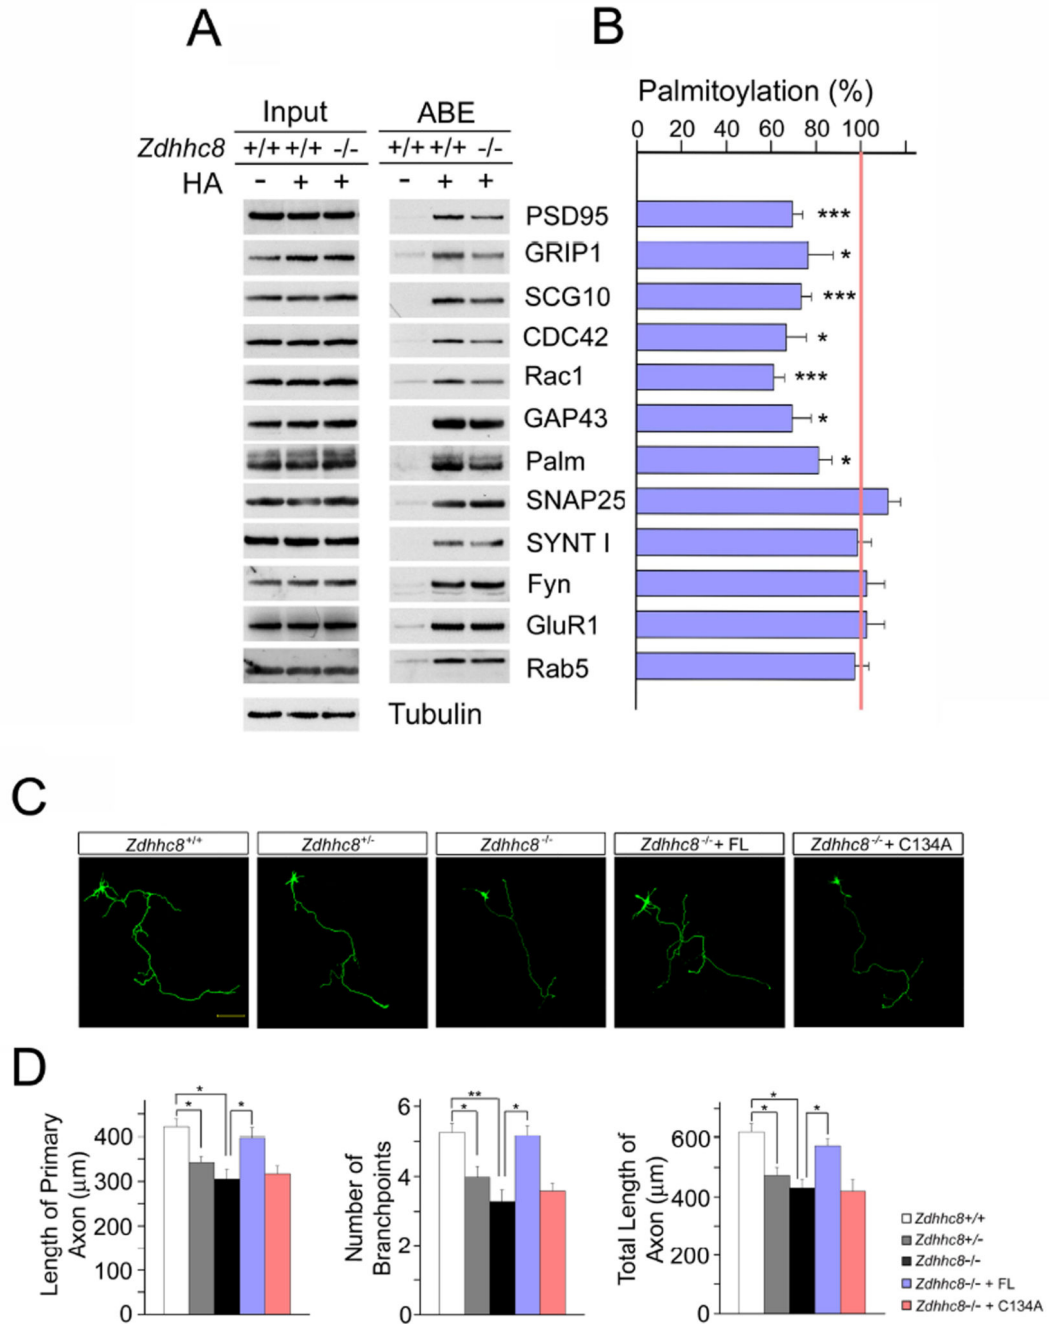 A
B
Palmitoylation (%)
0 20 40 60 80 100
Input ABE
Zdhhc8 +/+ +/+ -/- +/+ +/+ -/-
HA - + + - + +
PSD95 ***
GRIP1 *
SCG10 ***
CDC42 *
Rac1 ***
GAP43 *
Palm *
SNAP25
SYNT I
Fyn
GluR1
Rab5
Tubulin
C
Zdhhc8+/+ Zdhhc8+/- Zdhhc8-/- Zdhhc8-/- + FL Zdhhc8-/- + C134A
D
Length of Primary
Axon (µm)
400
300
200
100
0
* * *
Number of
Branchpoints
6
4
2
0
** * *
Total Length of
Axon (µm)
600
400
200
0
* * *
Zdhhc8+/+
Zdhhc8+/-
Zdhhc8-/-
Zdhhc8-/- + FL
Zdhhc8-/- + C134A